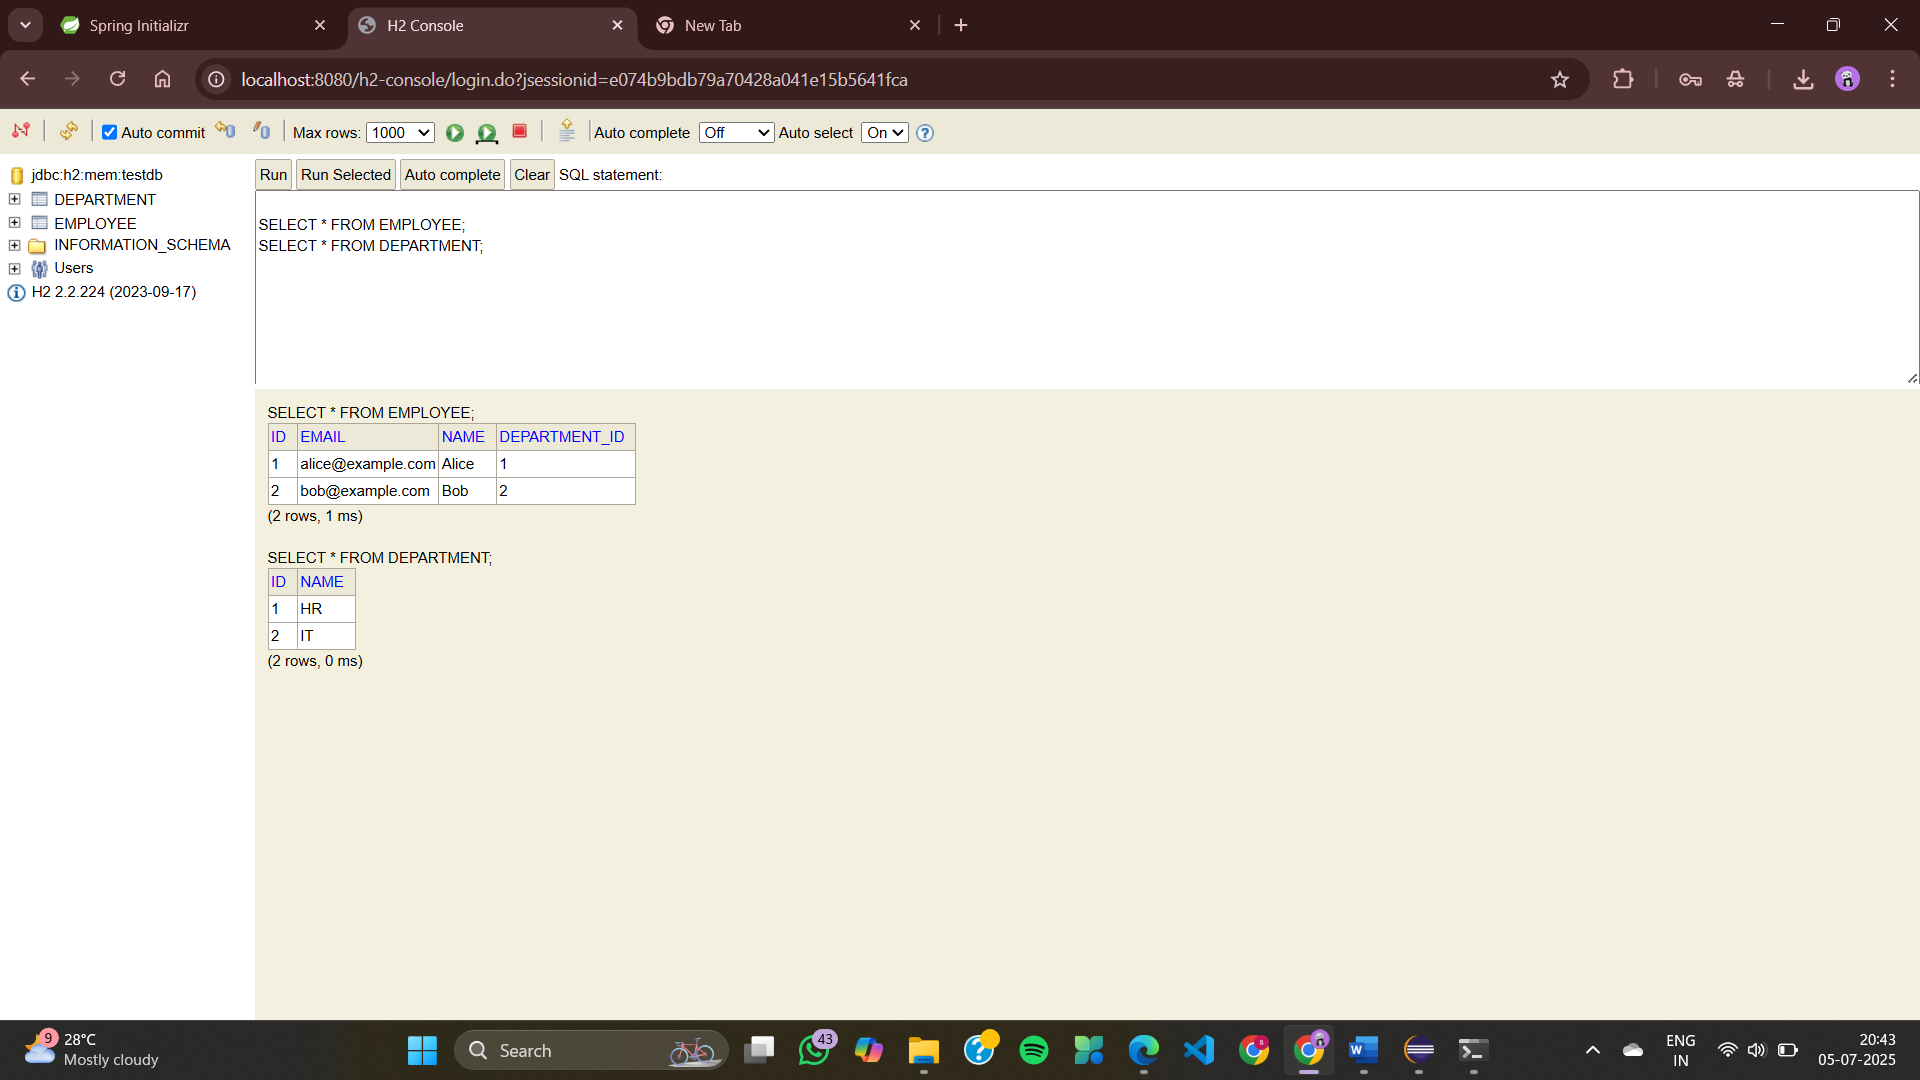 Spring Initializr
H2 Console
New Tab
localhost:8080/h2-console/login.do?jsessionid=e074b9bdb79a70428a041e15b5641fca
Auto commit
Max rows: 1000
Auto complete Off
Auto select On
jdbc:h2:mem:testdb
DEPARTMENT
EMPLOYEE
INFORMATION_SCHEMA
Users
H2 2.2.224 (2023-09-17)
Run Run Selected Auto complete Clear SQL statement:
SELECT * FROM EMPLOYEE;
SELECT * FROM DEPARTMENT;
SELECT * FROM EMPLOYEE;
ID EMAIL NAME DEPARTMENT_ID
1 alice@example.com Alice 1
2 bob@example.com Bob 2
(2 rows, 1 ms)
SELECT * FROM DEPARTMENT;
ID NAME
1 HR
2 IT
(2 rows, 0 ms)
9
28°C
Mostly cloudy
Search
43
ENG
IN
20:43
05-07-2025